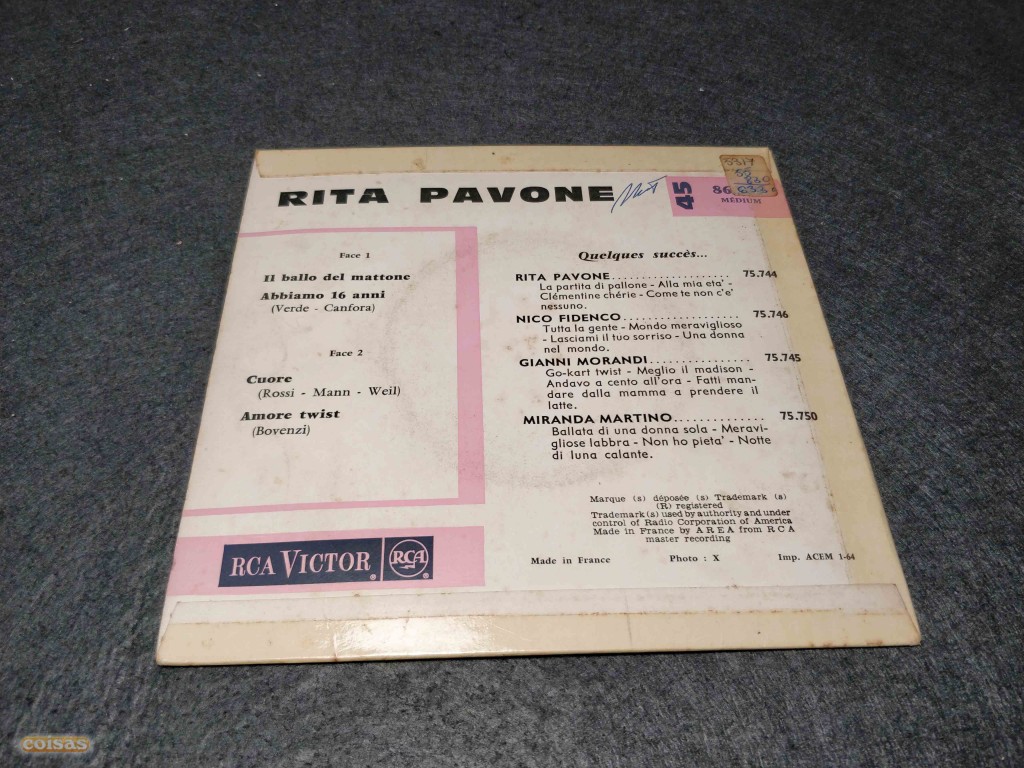 RITA PAVONE
45
86
MEDIUM
Face 1
Il ballo del mattone
Abbiamo 16 anni
(Verde - Canfora)
Face 2
Cuore
(Rossi - Mann - Weil)
Amore twist
(Bovenzi)
Quelques succès...
RITA PAVONE.................... 75.744
La partita di pallone - Alla mia eta' -
Clémentine chérie - Come te non c'e'
nessuno.
NICO FIDENCO.................... 75.746
Tutta la gente - Mondo meraviglioso
- Lasciami il tuo sorriso - Una donna
nel mondo.
GIANNI MORANDI................. 75.745
Go-kart twist - Meglio il madison -
Andavo a cento all'ora - Fatti man-
dare dalla mamma a prendere il
latte.
MIRANDA MARTINO.............. 75.750
Ballata di una donna sola - Meravi-
gliose labbra - Non ho pieta' - Notte
di luna calante.
Marque (s) déposée (s) Trademark (s)
(R) registered
Trademark (s) used by authority and under
control of Radio Corporation of America
Made in France by A R E A from R C A
master recording
Made in France Photo : X Imp. ACEM 1-64
RCA VICTOR RCA
coisas